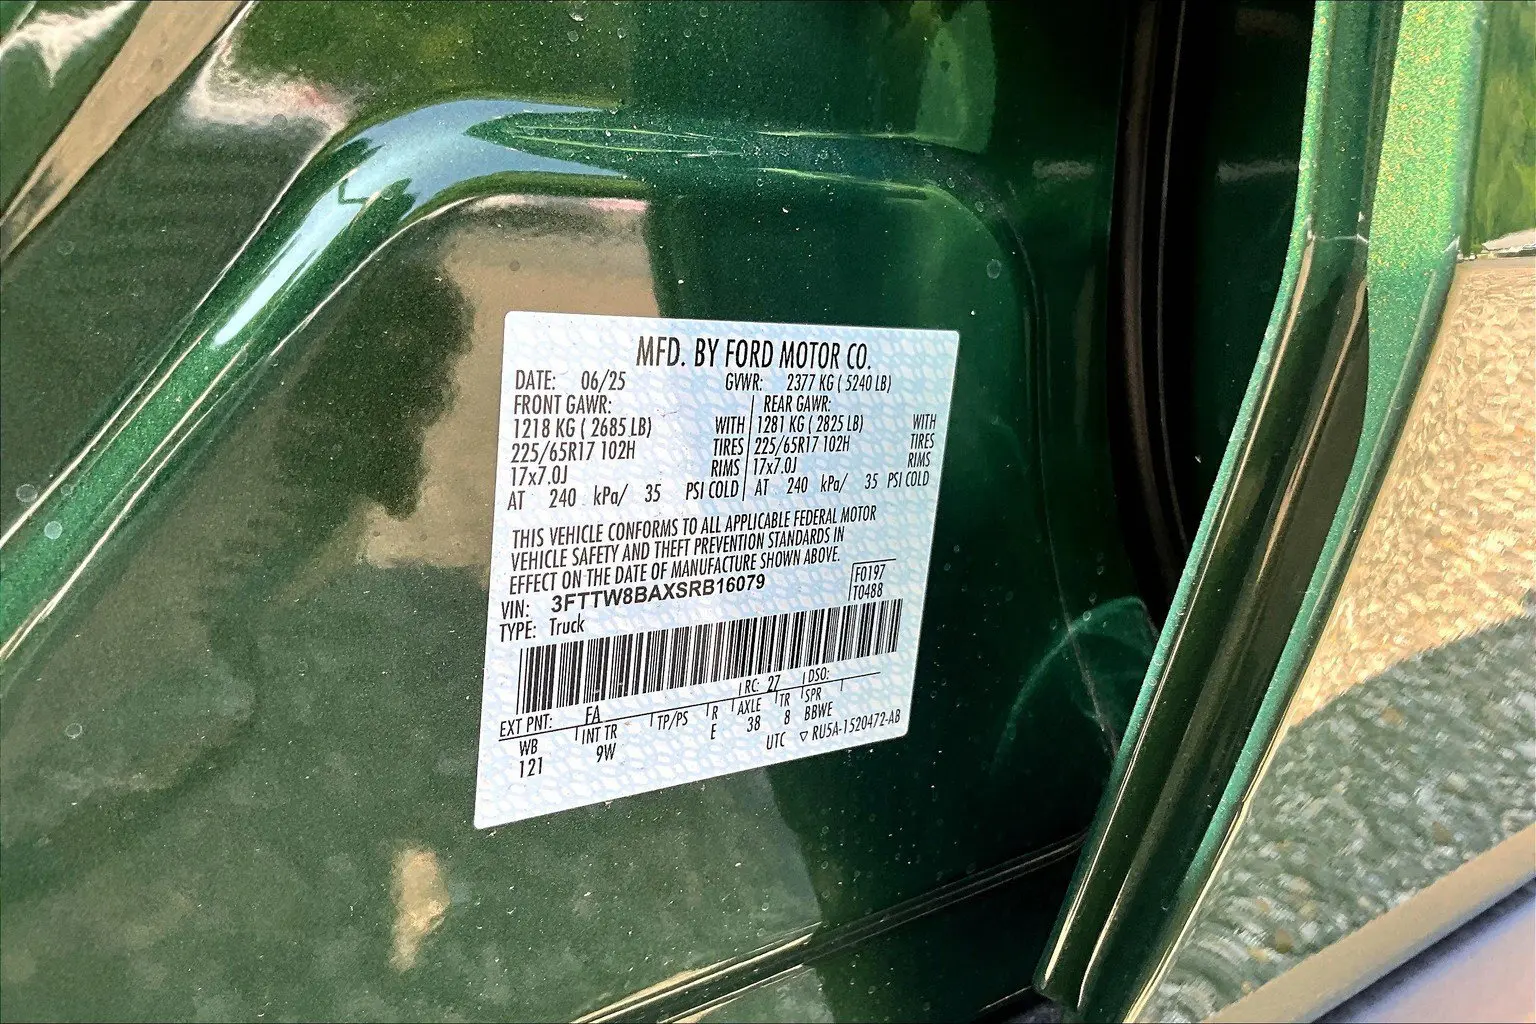 MFD. BY FORD MOTOR CO.
DATE: 06/25 GVWR: 2377 KG ( 5240 LB)
FRONT GAWR: REAR GAWR:
1218 KG ( 2685 LB) WITH 1281 KG ( 2825 LB) WITH
225/65R17 102H TIRES 225/65R17 102H TIRES
17x7.0J RIMS 17x7.0J RIMS
AT 240 kPa/ 35 PSI COLD AT 240 kPa/ 35 PSI COLD
THIS VEHICLE CONFORMS TO ALL APPLICABLE FEDERAL MOTOR
VEHICLE SAFETY AND THEFT PREVENTION STANDARDS IN
EFFECT ON THE DATE OF MANUFACTURE SHOWN ABOVE.
VIN: 3FTTW8BAXSRB16079 F0197
TYPE: Truck T0488
EXT PNT: FA RC: 27 DSO:
WB INT TR TP/PS R AXLE TR SPR
121 9W E 38 8 BBWE
UTC ▽ RU5A-1520472-AB